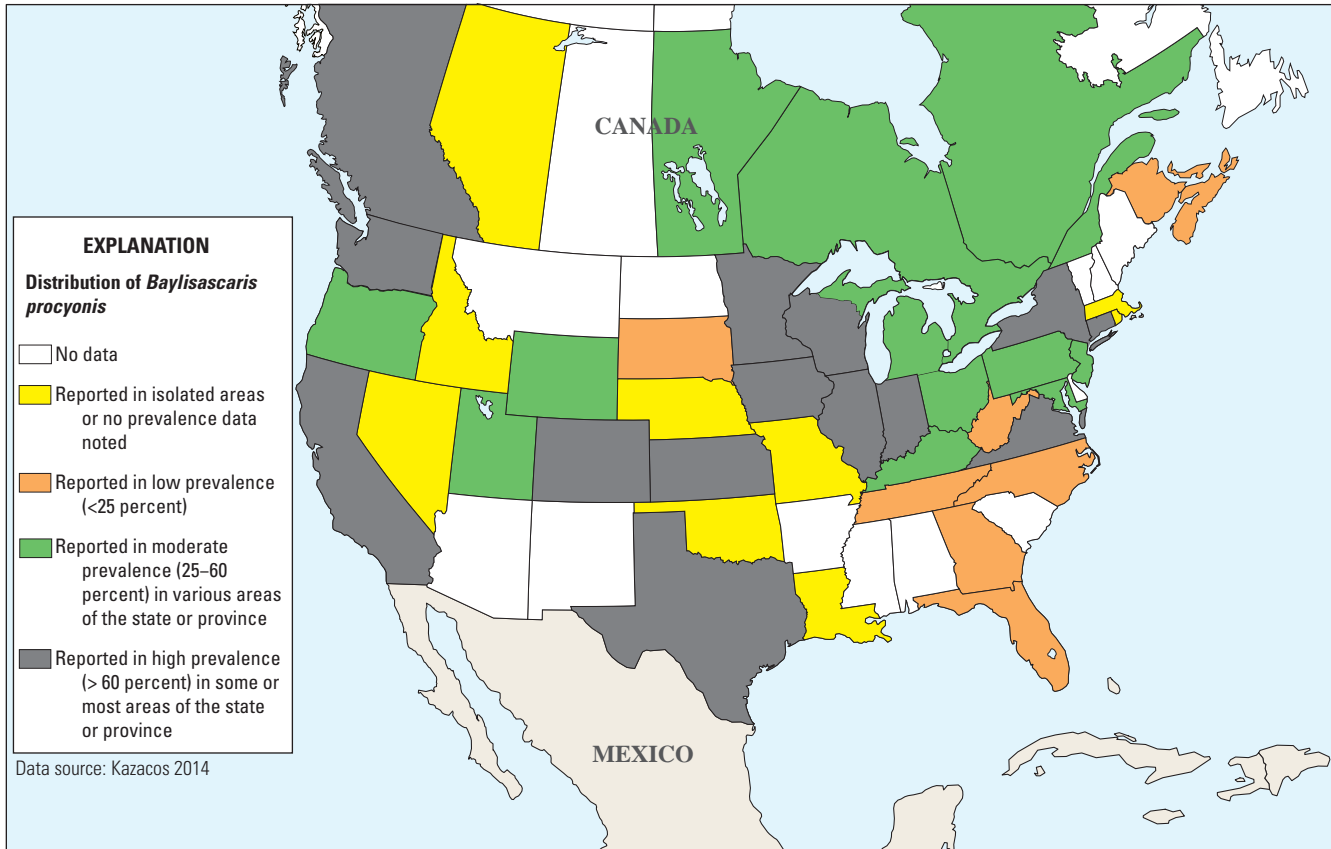 CANADA
EXPLANATION
Distribution of Baylisascaris
procyonis
No data
Reported in isolated areas
or no prevalence data
noted
Reported in low prevalence
(<25 percent)
Reported in moderate
prevalence (25–60
percent) in various areas
of the state or province
Reported in high prevalence
(> 60 percent) in some or
most areas of the state
or province
MEXICO
Data source: Kazacos 2014